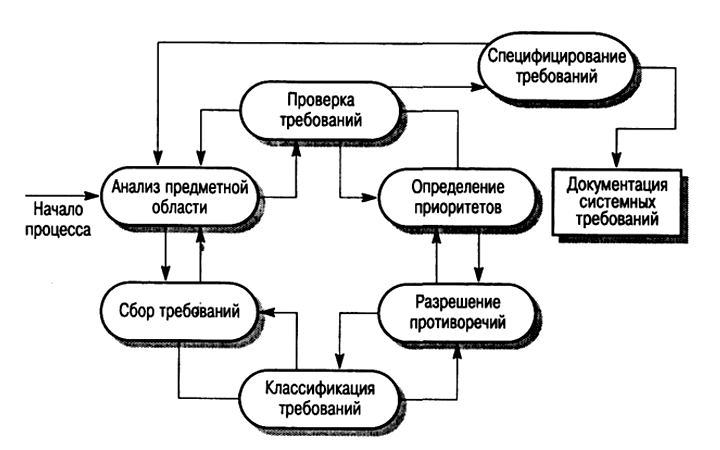 Специфицирование
требований
Проверка
требований
Анализ предметной
области
Начало
процесса
Определение
приоритетов
Документация
системных
требований
Сбор требований
Разрешение
противоречий
Классификация
требований